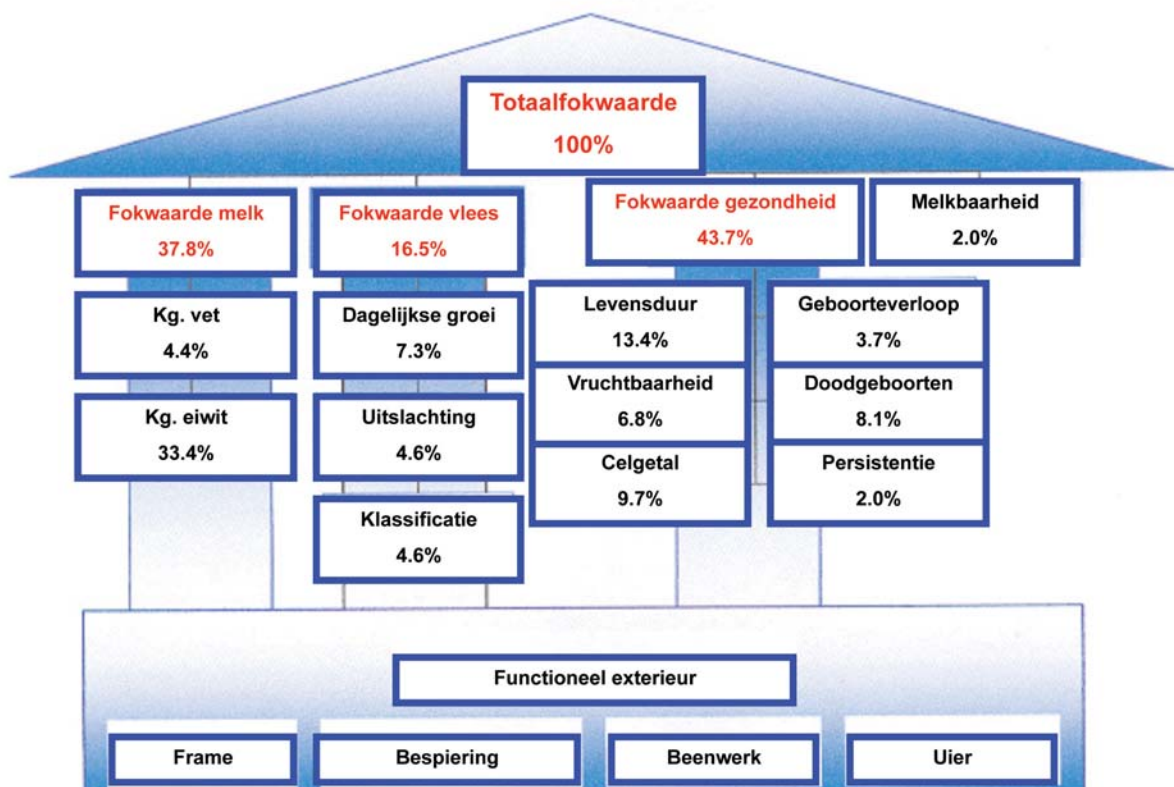 Totaalfokwaarde
100%
Fokwaarde melk
37.8%
Fokwaarde vlees
16.5%
Fokwaarde gezondheid
43.7%
Melkbaarheid
2.0%
Kg. vet
4.4%
Kg. eiwit
33.4%
Dagelijkse groei
7.3%
Uitslachting
4.6%
Klassificatie
4.6%
Levensduur
13.4%
Vruchtbaarheid
6.8%
Celgetal
9.7%
Geboorteverloop
3.7%
Doodgeboorten
8.1%
Persistentie
2.0%
Functioneel exterieur
Frame
Bespiering
Beenwerk
Uier